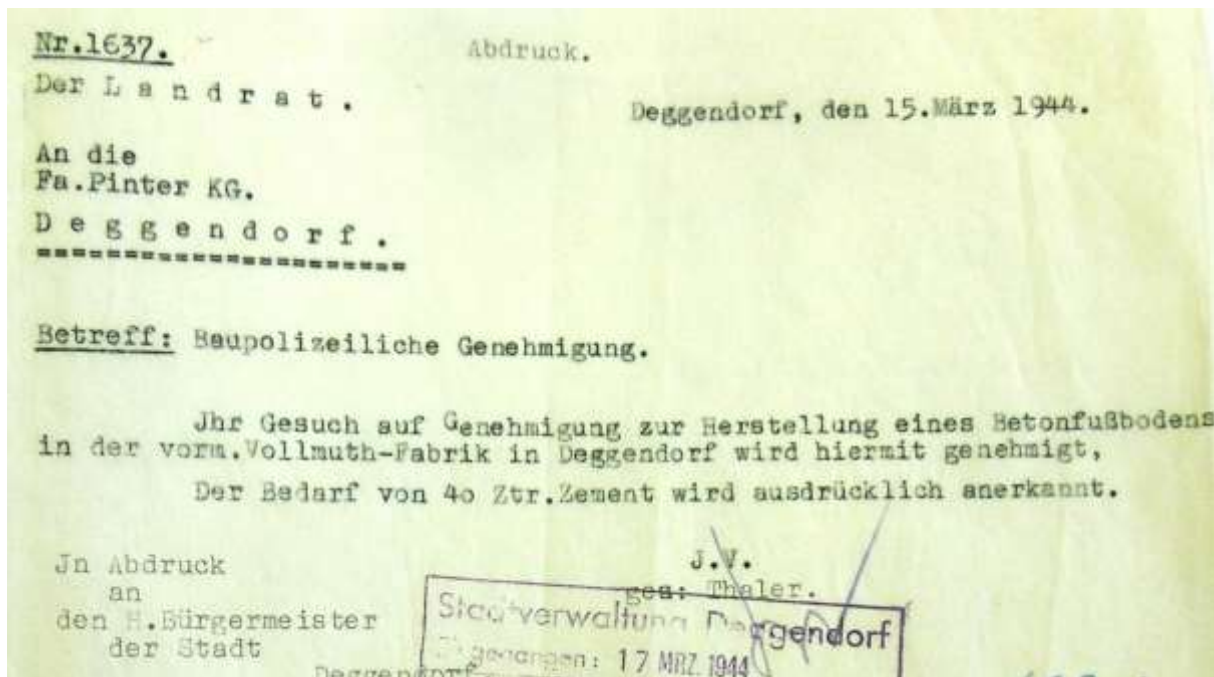 Nr.1637.
Abdruck.
Der L a n d r a t .
Deggendorf, den 15.März 1944.
An die
Fa.Pinter KG.
D e g g e n d o r f .
=====================
Betreff: Baupolizeiliche Genehmigung.
Jhr Gesuch auf Genehmigung zur Herstellung eines Betonfußbodens
in der vorm.Vollmuth-Fabrik in Deggendorf wird hiermit genehmigt,
Der Bedarf von 4o Ztr.Zement wird ausdrücklich anerkannt.
J.V.
gez: Thaler.
Jn Abdruck
an
den H.Bürgermeister
der Stadt
Deggendorf
Stadtverwaltung Deggendorf
Eingegangen: 17 MRZ. 1944